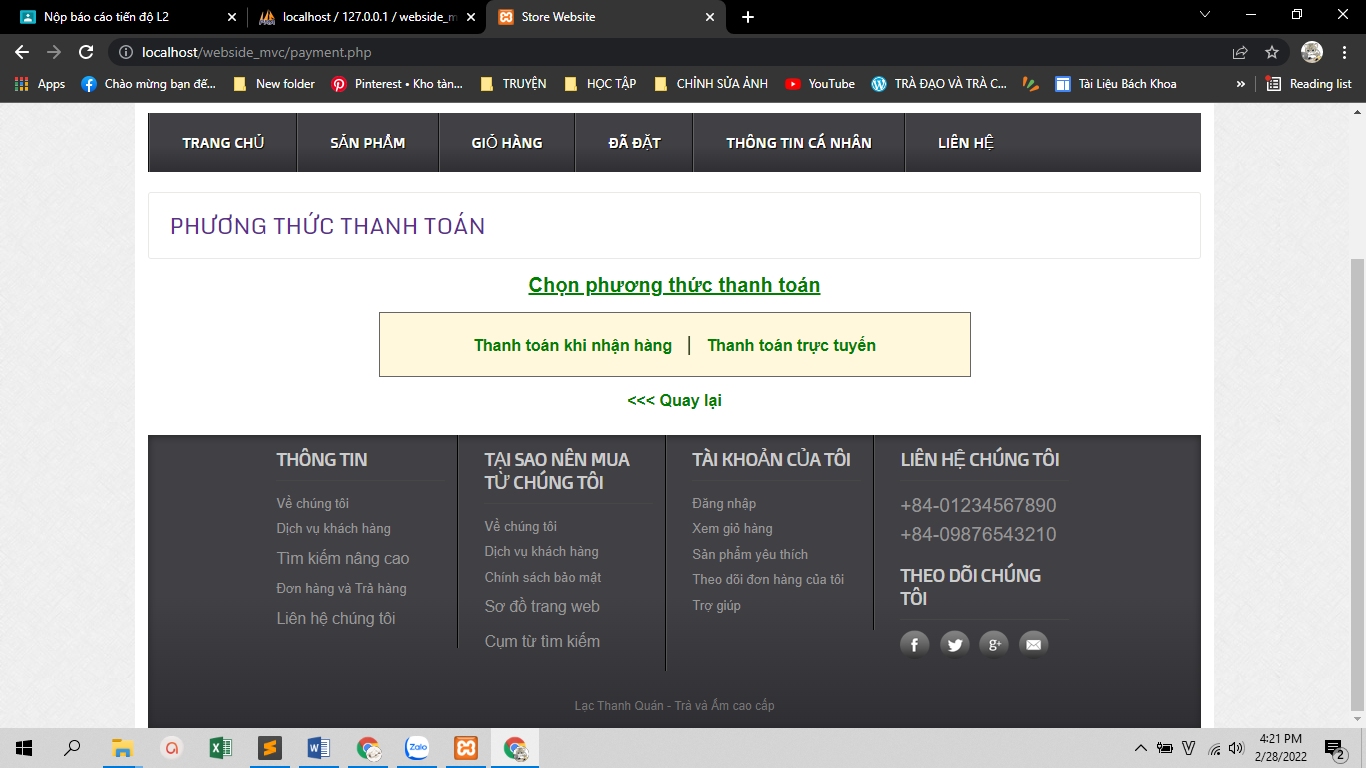 Nộp báo cáo tiến độ L2
localhost / 127.0.0.1 / webside_m
Store Website
localhost/webside_mvc/payment.php
Apps
Chào mừng bạn đế...
New folder
Pinterest • Kho tàn...
TRUYỆN
HỌC TẬP
CHỈNH SỬA ẢNH
YouTube
TRÀ ĐẠO VÀ TRÀ C...
Tài Liệu Bách Khoa
»
Reading list
TRANG CHỦ
SẢN PHẨM
GIỎ HÀNG
ĐÃ ĐẶT
THÔNG TIN CÁ NHÂN
LIÊN HỆ
PHƯƠNG THỨC THANH TOÁN
Chọn phương thức thanh toán
Thanh toán khi nhận hàng | Thanh toán trực tuyến
<<< Quay lại
THÔNG TIN
Về chúng tôi
Dịch vụ khách hàng
Tìm kiếm nâng cao
Đơn hàng và Trả hàng
Liên hệ chúng tôi
TẠI SAO NÊN MUA
TỪ CHÚNG TÔI
Về chúng tôi
Dịch vụ khách hàng
Chính sách bảo mật
Sơ đồ trang web
Cụm từ tìm kiếm
TÀI KHOẢN CỦA TÔI
Đăng nhập
Xem giỏ hàng
Sản phẩm yêu thích
Theo dõi đơn hàng của tôi
Trợ giúp
LIÊN HỆ CHÚNG TÔI
+84-01234567890
+84-09876543210
THEO DÕI CHÚNG
TÔI
Lạc Thanh Quán - Trà và Ấm cao cấp
Zalo
4:21 PM
2/28/2022
2